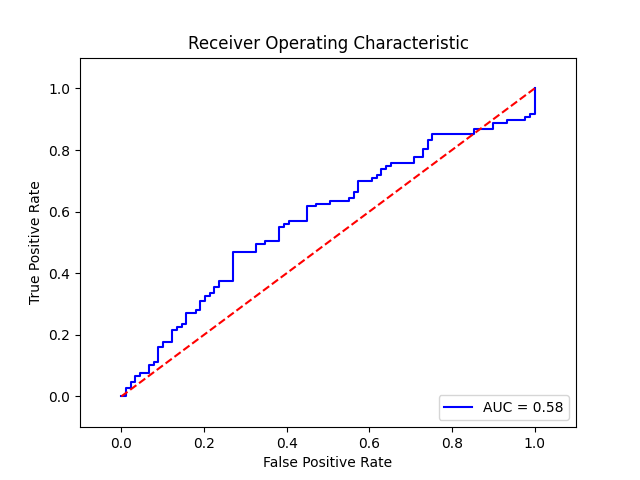 Receiver Operating Characteristic
True Positive Rate
1.0
0.8
0.6
0.4
0.2
0.0
AUC = 0.58
0.0 0.2 0.4 0.6 0.8 1.0
False Positive Rate